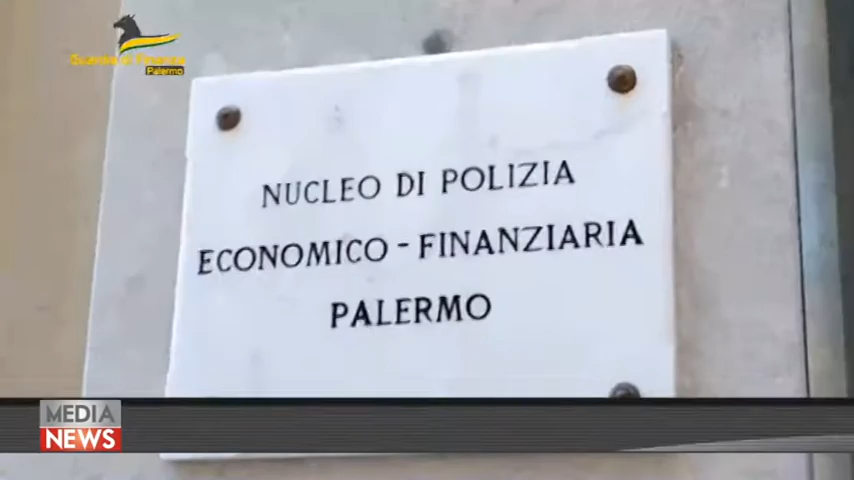 Guardia di Finanza
Palermo
NUCLEO DI POLIZIA
ECONOMICO-FINANZIARIA
PALERMO
MEDIA
NEWS